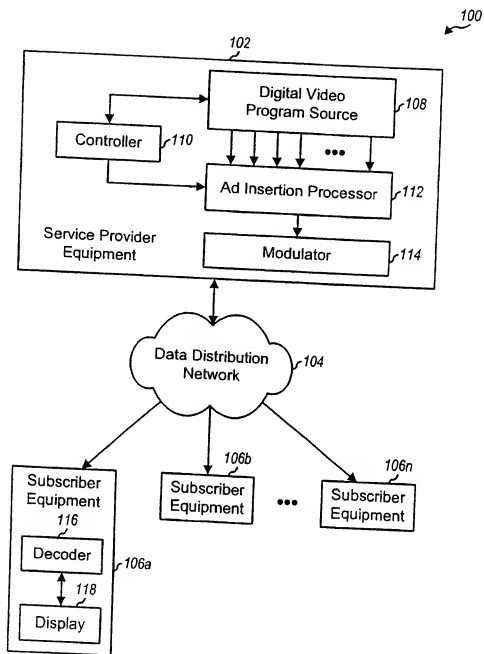 100
102
Digital Video
Program Source
108
Controller
110
•••
Ad Insertion Processor
112
Service Provider
Equipment
Modulator
114
Data Distribution
Network
104
106b
106n
Subscriber
Equipment
Subscriber
Equipment
•••
Subscriber
Equipment
116
Decoder
106a
118
Display